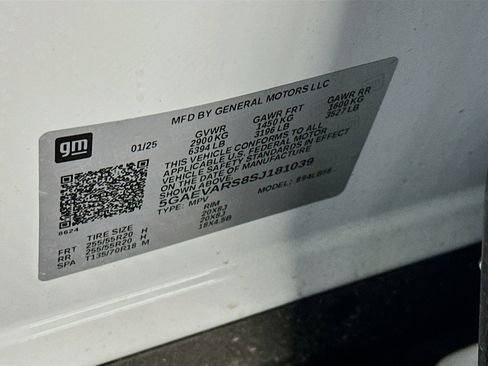 MFD BY GENERAL MOTORS LLC
gm 01/25 GVWR GAWR FRT GAWR RR
2900 KG 1450 KG 1600 KG
6394 LB 3196 LB 3527 LB
THIS VEHICLE CONFORMS TO ALL
APPLICABLE U.S. FEDERAL MOTOR
VEHICLE SAFETY STANDARDS IN EFFECT
ON THE DATE OF MANUFACTURE
SHOWN ABOVE.
5GAEVARS8SJ181039
TYPE: MPV MODEL:
8624
TIRE SIZE RIM
FRT 255/55R20 H 20X8J
RR 255/55R20 H 20X8J
SPA T135/70R18 M 18X4.5B